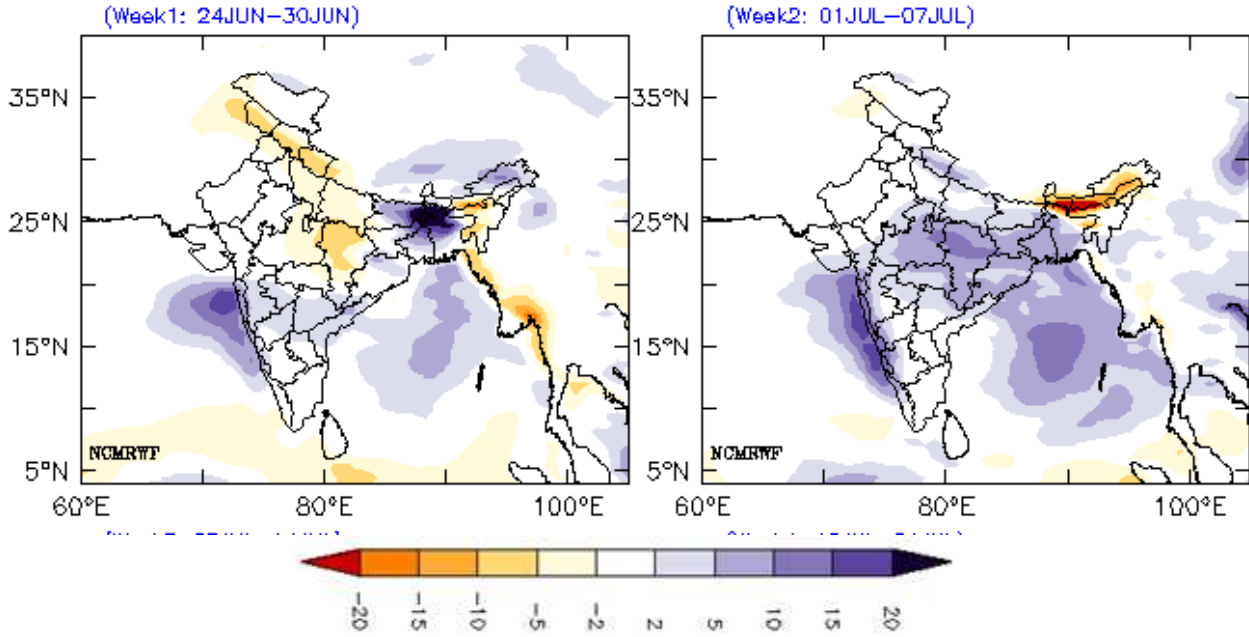 (Week1: 24JUN–30JUN) (Week2: 01JUL–07JUL)
35°N 35°N
25°N 25°N
15°N 15°N
NCMRWF NCMRWF
5°N 5°N
60°E 80°E 100°E 60°E 80°E 100°E
-20 -15 -10 -5 -2 2 5 10 15 20